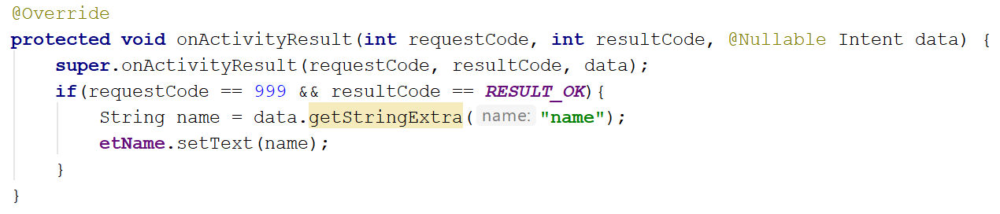 @Override
protected void onActivityResult(int requestCode, int resultCode, @Nullable Intent data) {
    super.onActivityResult(requestCode, resultCode, data);
    if(requestCode == 999 && resultCode == RESULT_OK){
        String name = data.getStringExtra( name: "name");
        etName.setText(name);
    }
}